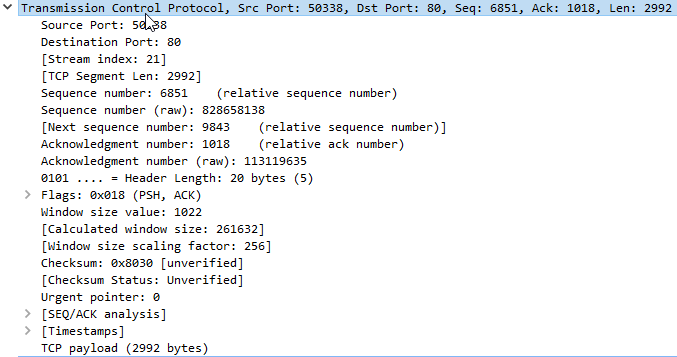 Transmission Control Protocol, Src Port: 50338, Dst Port: 80, Seq: 6851, Ack: 1018, Len: 2992
Source Port: 50338
Destination Port: 80
[Stream index: 21]
[TCP Segment Len: 2992]
Sequence number: 6851    (relative sequence number)
Sequence number (raw): 828658138
[Next sequence number: 9843    (relative sequence number)]
Acknowledgment number: 1018    (relative ack number)
Acknowledgment number (raw): 113119635
0101 .... = Header Length: 20 bytes (5)
Flags: 0x018 (PSH, ACK)
Window size value: 1022
[Calculated window size: 261632]
[Window size scaling factor: 256]
Checksum: 0x8030 [unverified]
[Checksum Status: Unverified]
Urgent pointer: 0
[SEQ/ACK analysis]
[Timestamps]
TCP payload (2992 bytes)